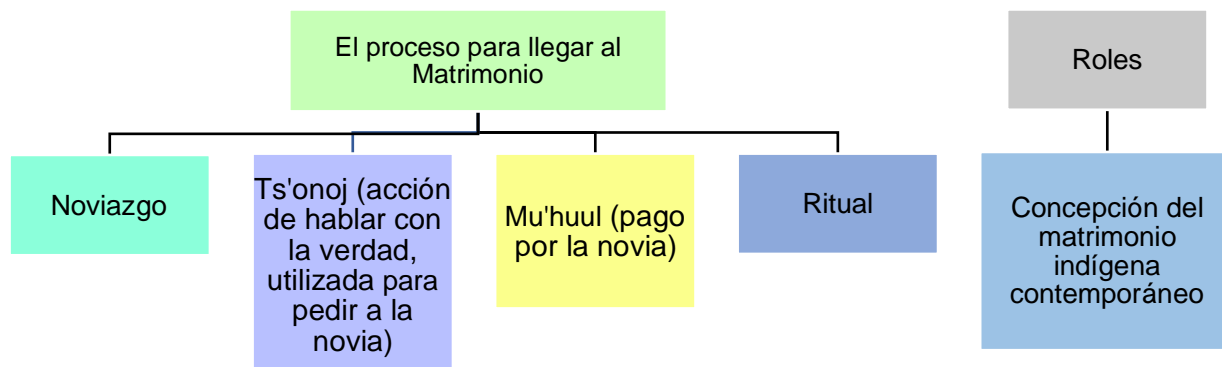 El proceso para llegar al
Matrimonio
Roles
Noviazgo
Ts'onoj (acción
de hablar con
la verdad,
utilizada para
pedir a la
novia)
Mu'huul (pago
por la novia)
Ritual
Concepción del
matrimonio
indígena
contemporáneo